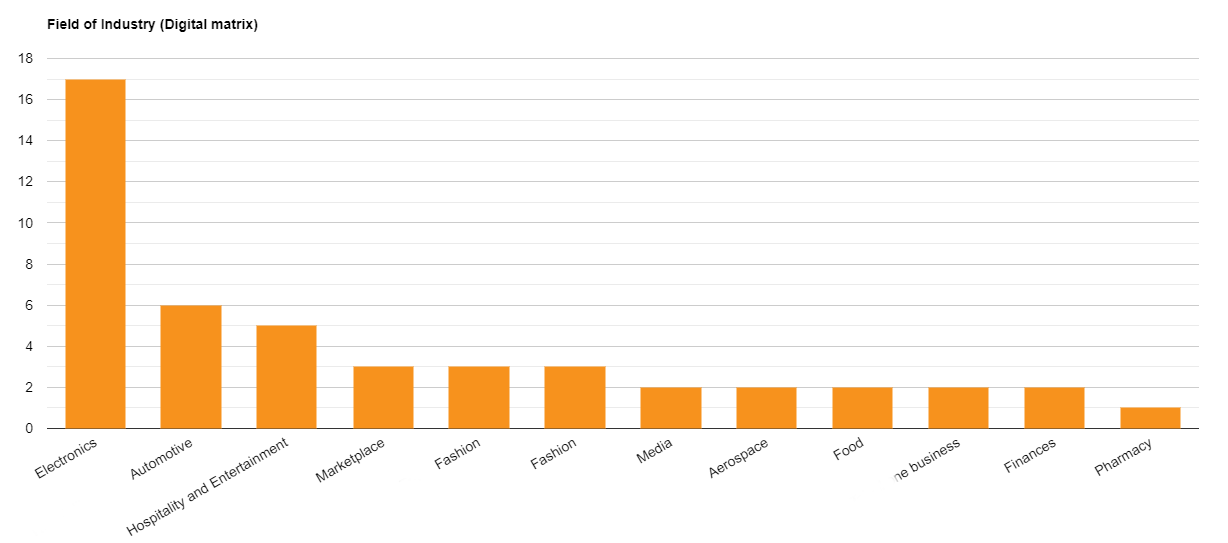 Field of Industry (Digital matrix)
18
16
14
12
10
8
6
4
2
0
Electronics
Automotive
Hospitality and Entertainment
Marketplace
Fashion
Fashion
Media
Aerospace
Food
business
Finances
Pharmacy